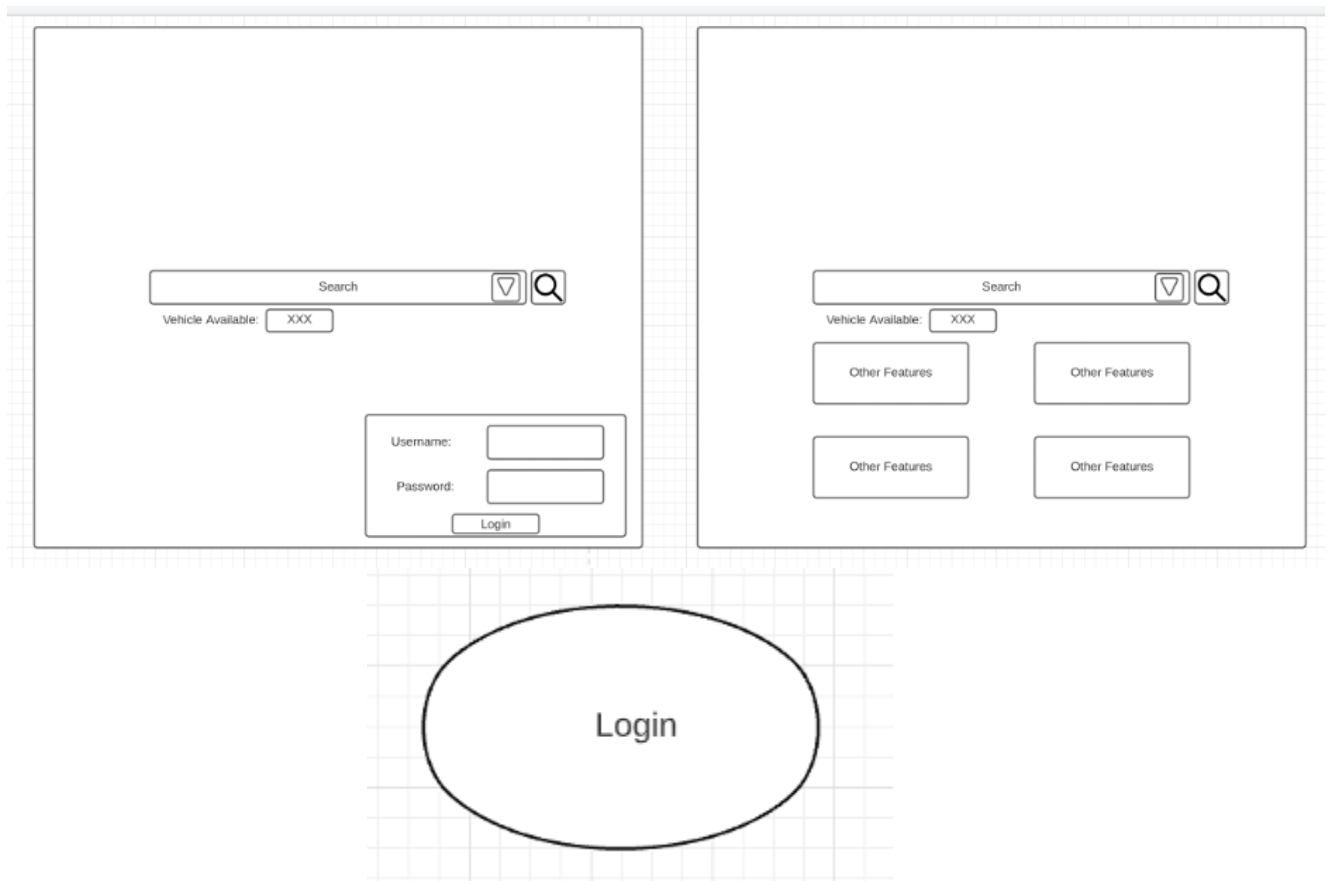 Search
Vehicle Available: XXX
Username:
Password:
Login
Search
Vehicle Available: XXX
Other Features Other Features
Other Features Other Features
Login